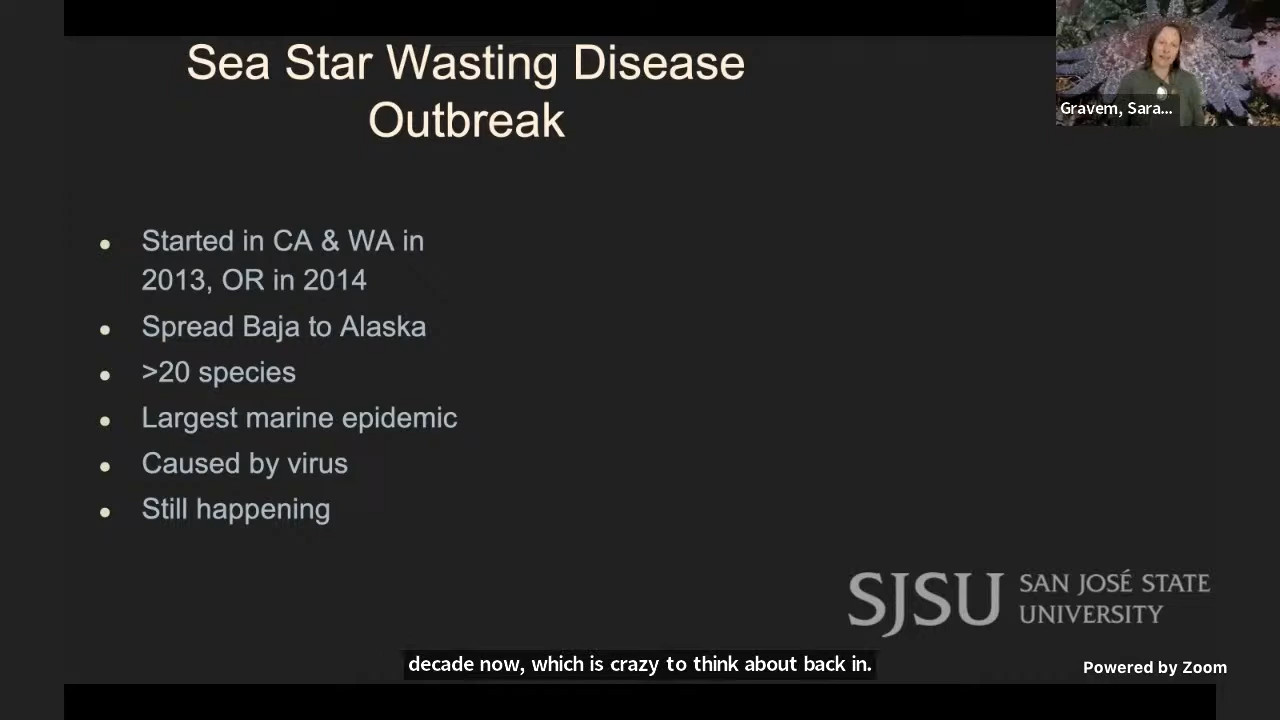 Sea Star Wasting Disease
Outbreak
Gravem, Sara...
• Started in CA & WA in
2013, OR in 2014
• Spread Baja to Alaska
• >20 species
• Largest marine epidemic
• Caused by virus
• Still happening
SJSU SAN JOSÉ STATE
UNIVERSITY
decade now, which is crazy to think about back in.
Powered by Zoom